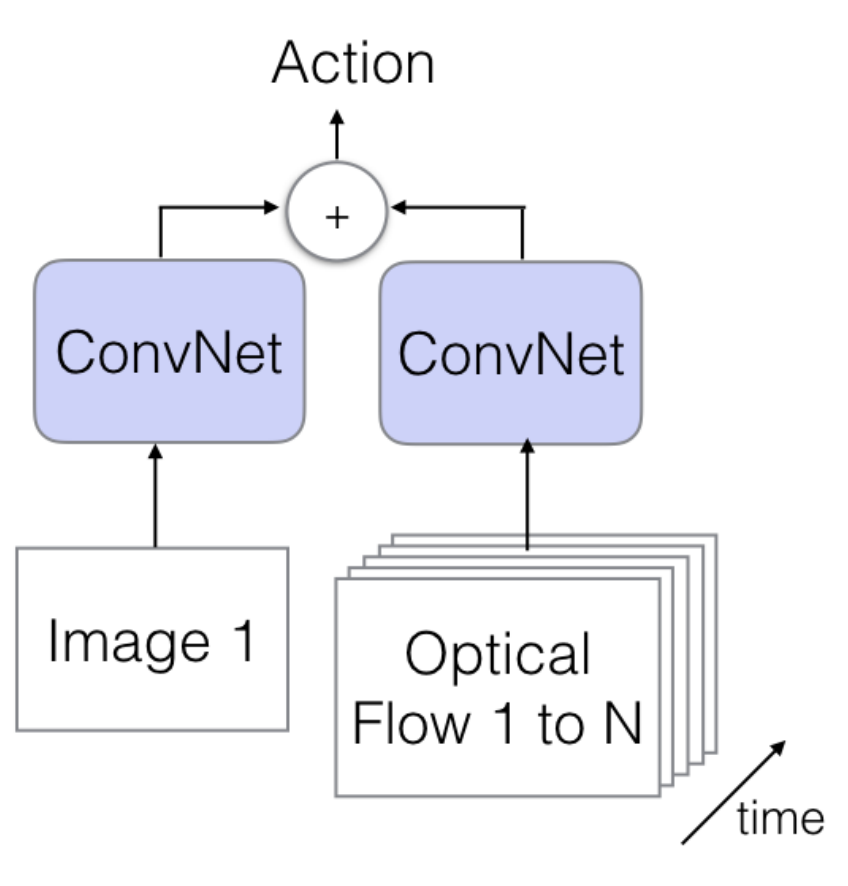 Action
+
ConvNet
ConvNet
Image 1
Optical
Flow 1 to N
time